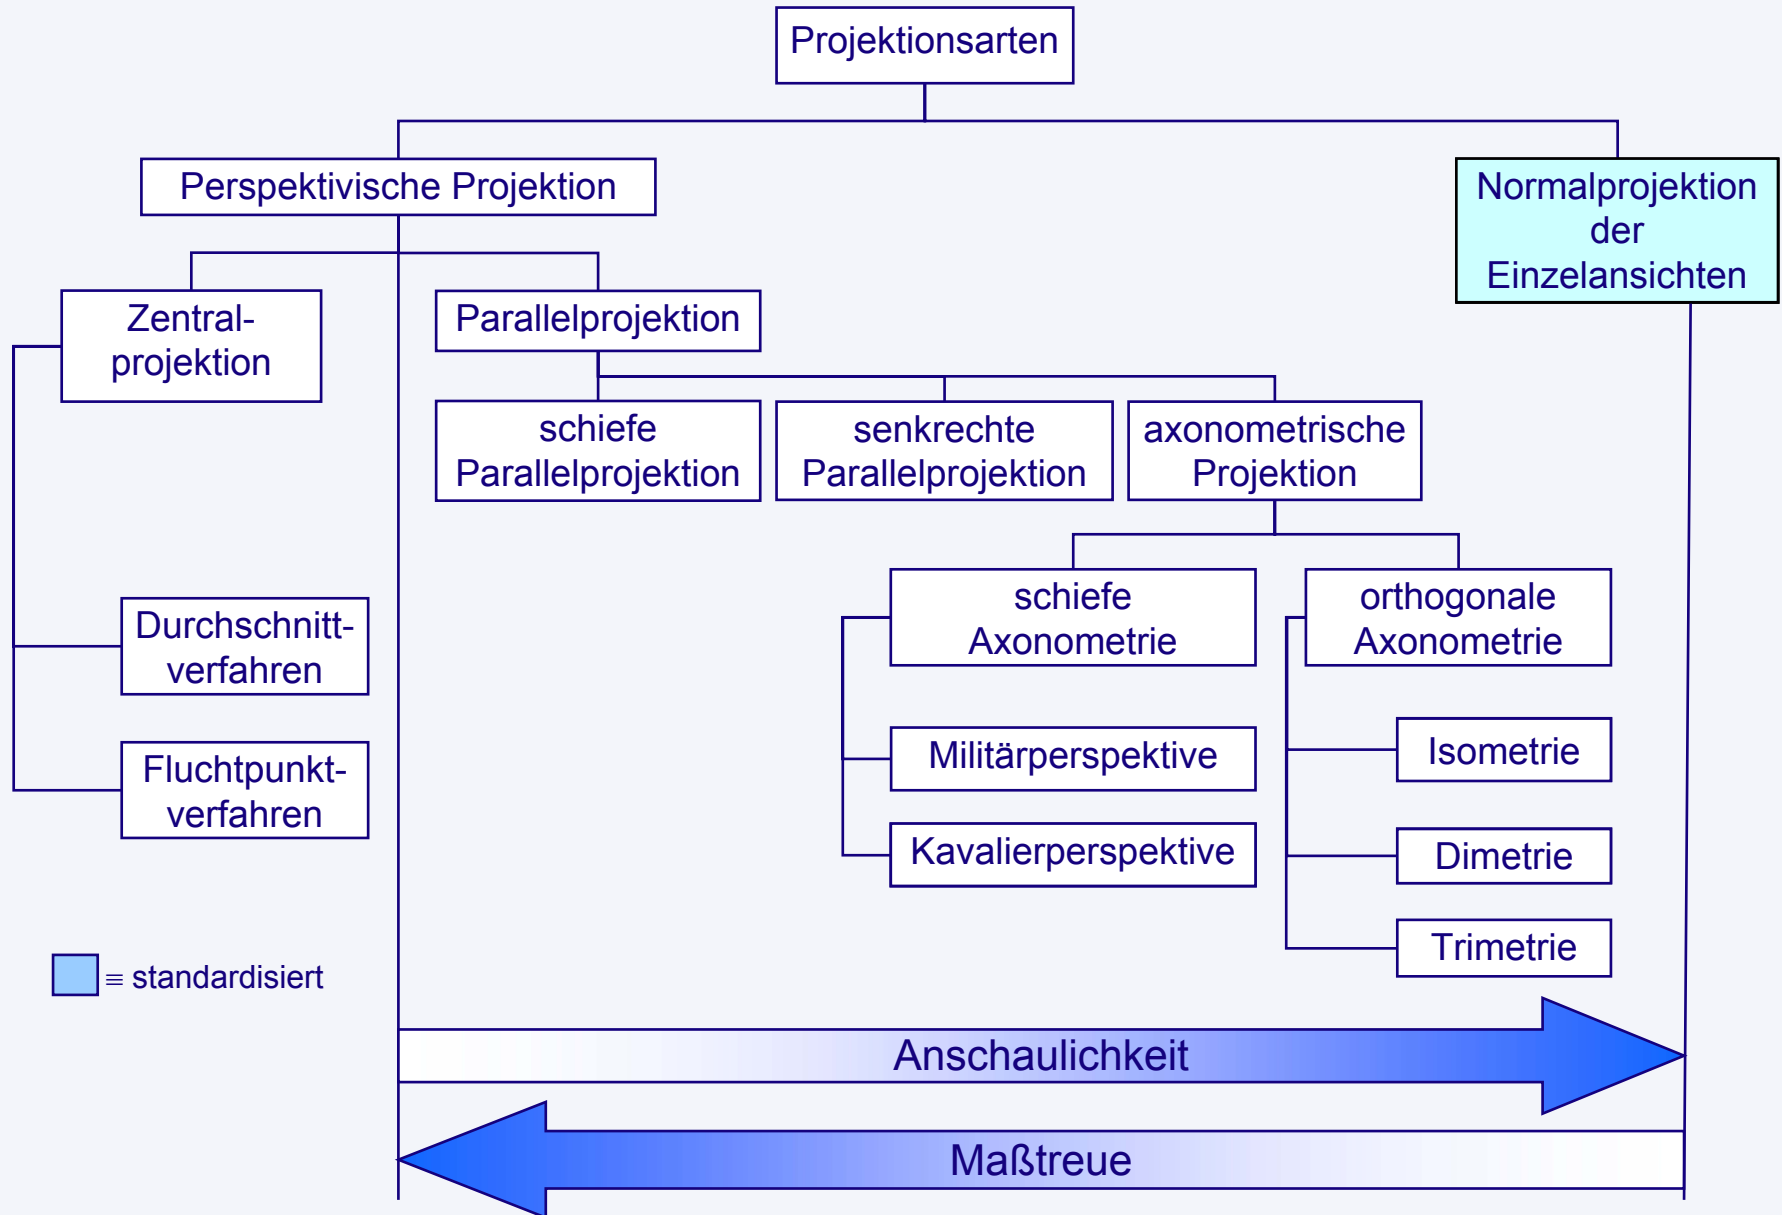 Projektionsarten
Perspektivische Projektion
Normalprojektion
der
Einzelansichten
Zentral-
projektion
Parallelprojektion
schiefe
Parallelprojektion
senkrechte
Parallelprojektion
axonometrische
Projektion
schiefe
Axonometrie
orthogonale
Axonometrie
Durchschnitt-
verfahren
Fluchtpunkt-
verfahren
Militärperspektive
Kavalierperspektive
Isometrie
Dimetrie
Trimetrie
≡ standardisiert
Anschaulichkeit
Maßtreue